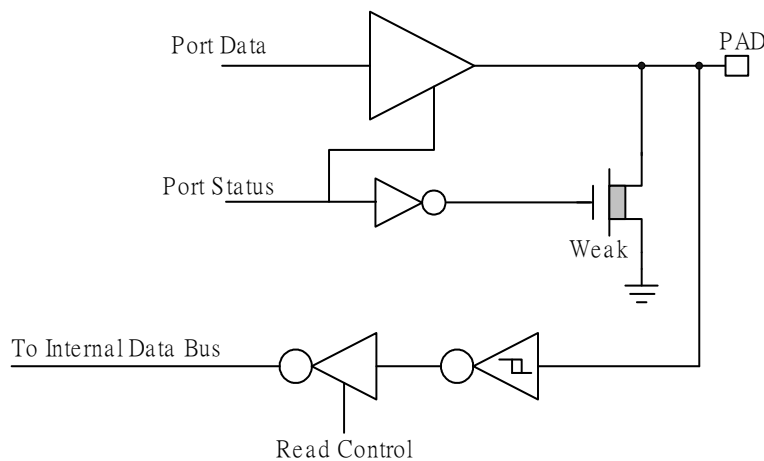 Port Data
PAD
Port Status
Weak
To Internal Data Bus
Read Control